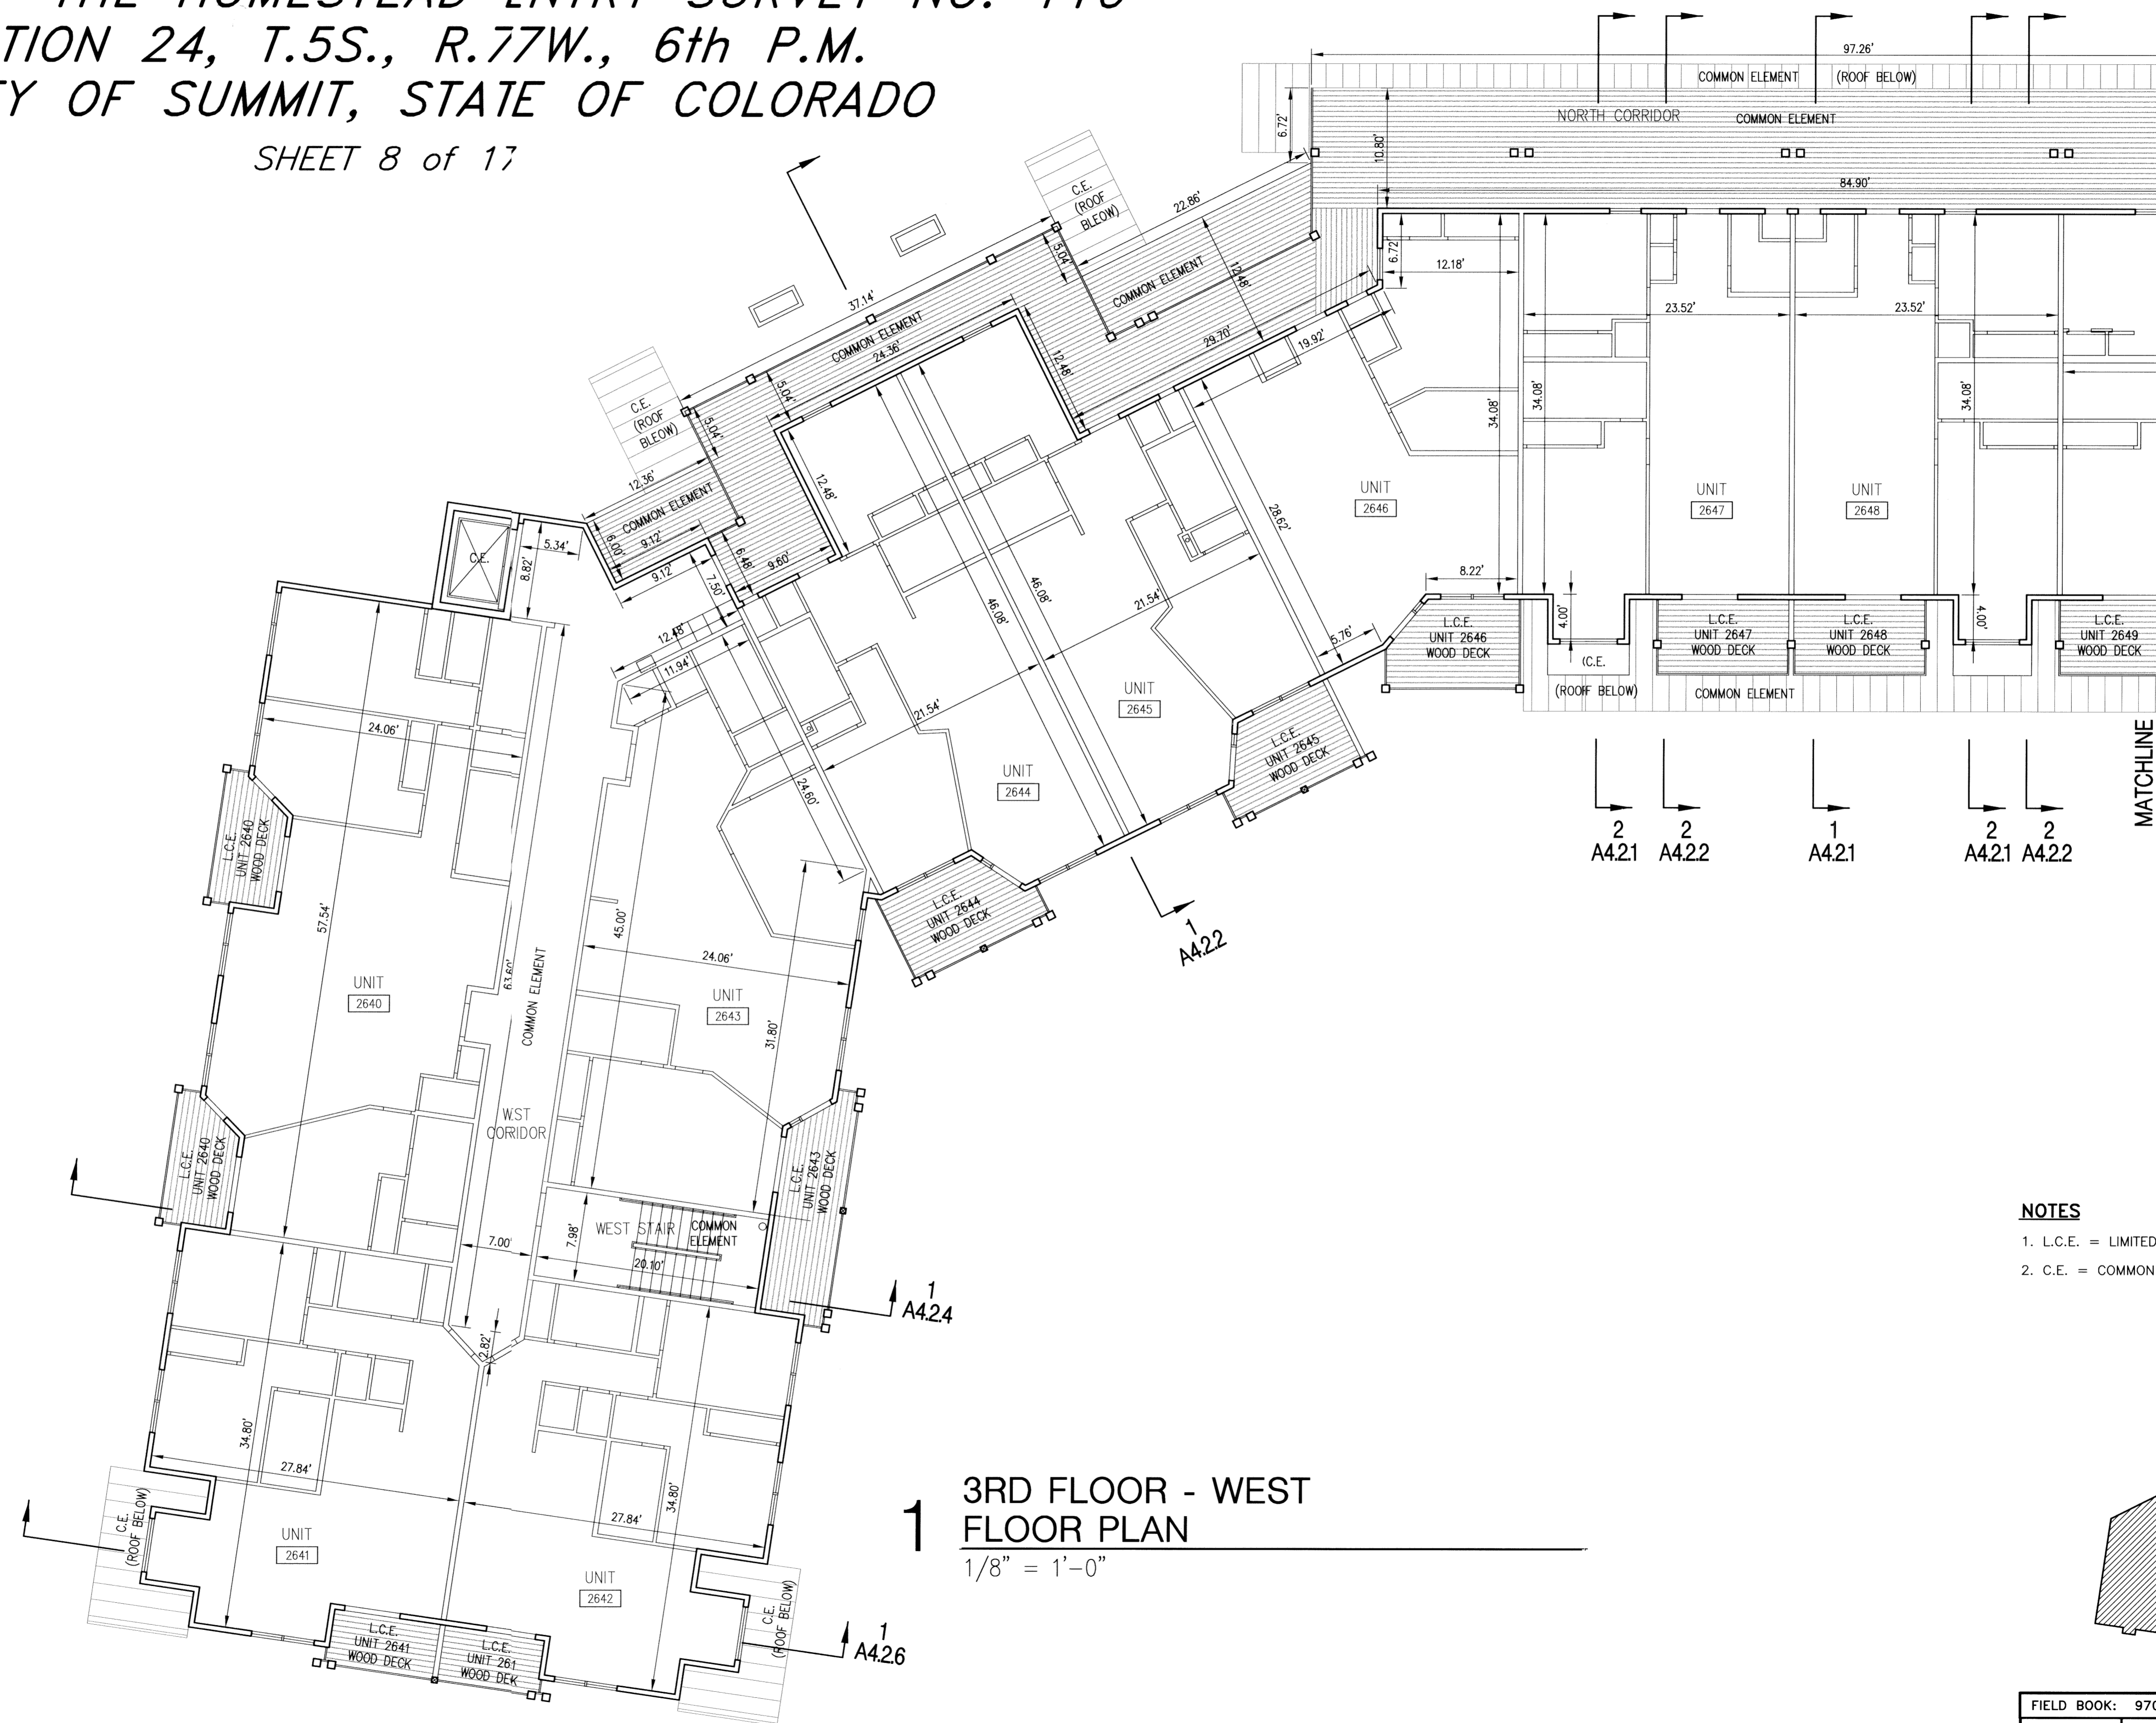 TION 24, T.5S., R.77W., 6th P.M.
TY OF SUMMIT, STATE OF COLORADO
SHEET 8 of 17
97.26'
COMMON ELEMENT (ROOF BELOW)
NORTH CORRIDOR COMMON ELEMENT
6.72'
10.80'
84.90'
C.E.
(ROOF
BLEOW)
22.86'
5.04'
COMMON ELEMENT
12.48'
6.72
12.18'
37.14'
COMMON ELEMENT
24.36'
12.48'
29.70'
19.92'
23.52'
23.52'
C.E.
(ROOF
BLEOW)
5.04'
5.04'
34.08'
34.08'
34.08'
12.36'
COMMON ELEMENT
12.48'
6.00'
9.12'
9.12'
6.48'
9.60'
7.50'
C.E.
5.34'
8.82'
28.62'
UNIT
2646
UNIT
2647
UNIT
2648
46.08'
46.08'
21.54'
21.54'
8.22'
4.00'
4.00'
5.76'
L.C.E.
UNIT 2646
WOOD DECK
L.C.E.
UNIT 2647
WOOD DECK
L.C.E.
UNIT 2648
WOOD DECK
L.C.E.
UNIT 2649
WOOD DECK
(C.E.
(ROOF BELOW)
COMMON ELEMENT
12.48'
11.94'
24.06'
UNIT
2645
UNIT
2644
24.60'
L.C.E.
UNIT 2645
WOOD DECK
MATCHLINE
2
A4.2.1
2
A4.2.2
1
A4.2.1
2
A4.2.1
2
A4.2.2
L.C.E.
UNIT 2640
WOOD DECK
57.54'
45.00'
L.C.E.
UNIT 2644
WOOD DECK
1
A4.2.2
24.06'
63.60'
COMMON ELEMENT
UNIT
2640
UNIT
2643
31.80'
W.ST
CORRIDOR
L.C.E.
UNIT 2640
WOOD DECK
L.C.E.
UNIT 2643
WOOD DECK
NOTES
1. L.C.E. = LIMITED
2. C.E. = COMMON
WEST STAIR
COMMON
ELEMENT
7.98'
7.00'
20.10'
1
A4.2.4
2.82'
34.80'
27.84'
34.80'
27.84'
C.E.
(ROOF BELOW)
UNIT
2641
UNIT
2642
C.E.
(ROOF BELOW)
L.C.E.
UNIT 2641
WOOD DECK
L.C.E.
UNIT 261
WOOD DEK
1
A4.2.6
1
3RD FLOOR - WEST
FLOOR PLAN
1/8" = 1'-0"
FIELD BOOK: 970